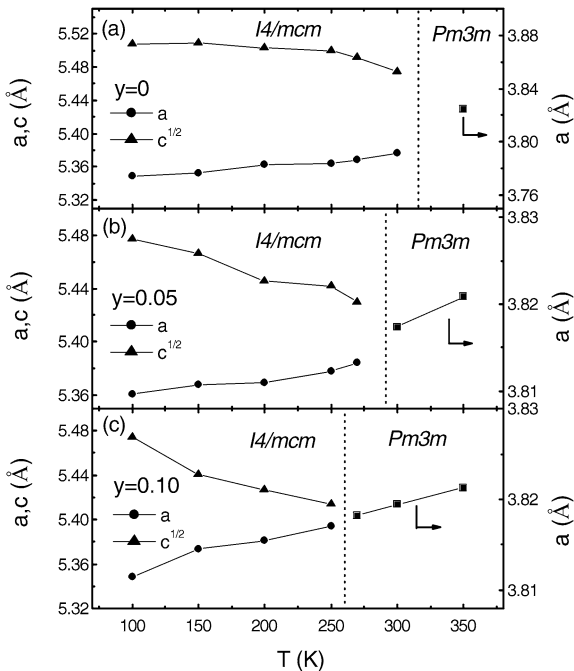 (a) I4/mcm Pm3m
y=0
a
c1/2
5.52
5.48
5.44
5.40
5.36
5.32
a,c (Å)
3.88
3.84
3.80
3.76
a (Å)
(b) I4/mcm Pm3m
y=0.05
a
c1/2
5.48
5.44
5.40
5.36
a,c (Å)
3.83
3.82
3.81
a (Å)
(c) I4/mcm Pm3m
y=0.10
a
c1/2
5.48
5.44
5.40
5.36
5.32
a,c (Å)
3.83
3.82
3.81
a (Å)
100 150 200 250 300 350
T (K)